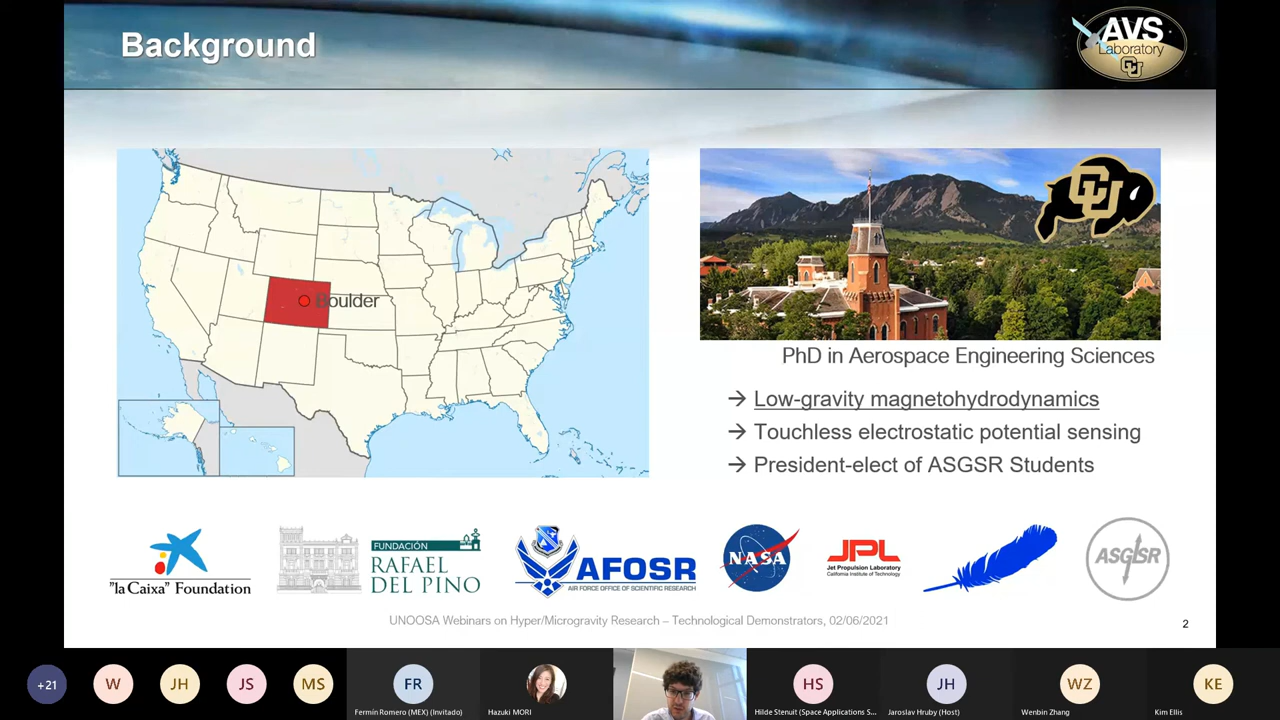 Background
AVS
Laboratory
CU
Boulder
CU
PhD in Aerospace Engineering Sciences
→ Low-gravity magnetohydrodynamics
→ Touchless electrostatic potential sensing
→ President-elect of ASGSR Students
"la Caixa" Foundation
FUNDACIÓN
RAFAEL
DEL PINO
AFOSR
AIR FORCE OFFICE OF SCIENTIFIC RESEARCH
NASA
JPL
Jet Propulsion Laboratory
California Institute of Technology
ASGSR
UNOOSA Webinars on Hyper/Microgravity Research – Technological Demonstrators, 02/06/2021
2
+21
W
JH
JS
MS
FR
Fermín Romero (MEX) (Invitado)
Hazuki MORI
HS
Hilde Stenuit (Space Applications S...
JH
Jaroslav Hruby (Host)
WZ
Wenbin Zhang
KE
Kim Ellis